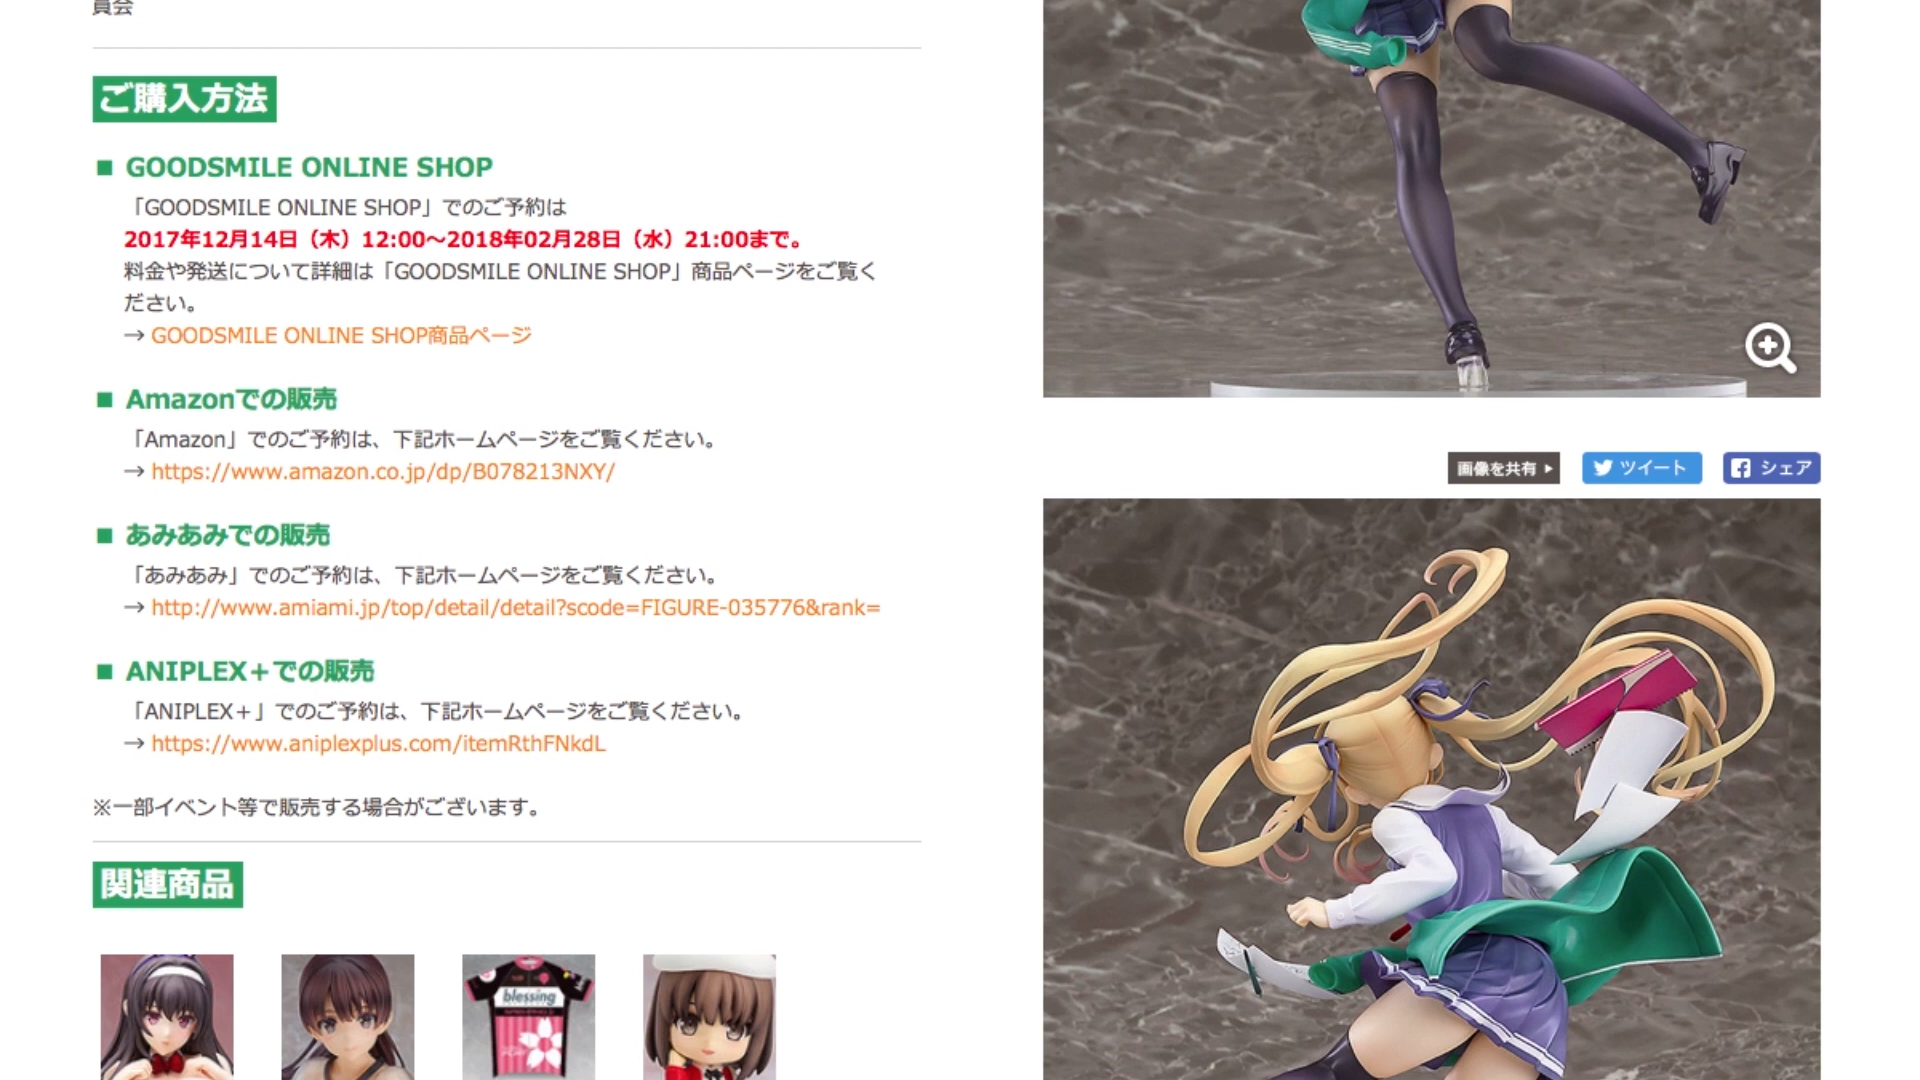 員会
ご購入方法
■ GOODSMILE ONLINE SHOP
「GOODSMILE ONLINE SHOP」でのご予約は
2017年12月14日（木）12:00～2018年02月28日（水）21:00まで。
料金や発送について詳細は「GOODSMILE ONLINE SHOP」商品ページをご覧く
ださい。
→ GOODSMILE ONLINE SHOP商品ページ
■ Amazonでの販売
「Amazon」でのご予約は、下記ホームページをご覧ください。
→ https://www.amazon.co.jp/dp/B078213NXY/
■ あみあみでの販売
「あみあみ」でのご予約は、下記ホームページをご覧ください。
→ http://www.amiami.jp/top/detail/detail?scode=FIGURE-035776&rank=
■ ANIPLEX＋での販売
「ANIPLEX＋」でのご予約は、下記ホームページをご覧ください。
→ https://www.aniplexplus.com/itemRthFNkdL
※一部イベント等で販売する場合がございます。
関連商品
blessing
画像を共有
ツイート
シェア